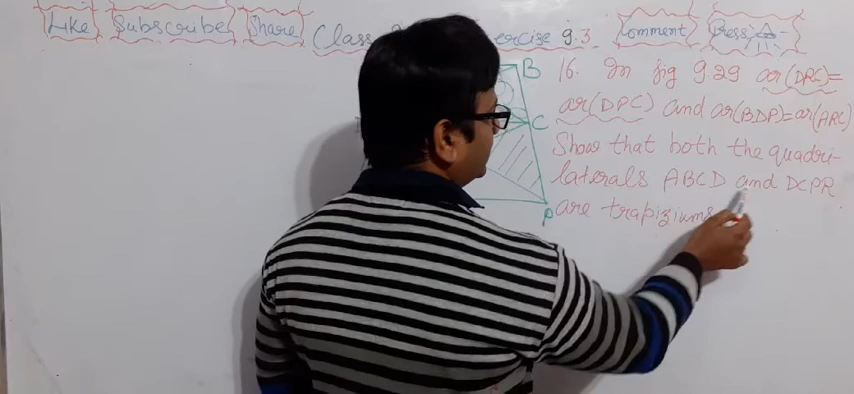 Like Subscribe Share Class ercise 9.3 Comment Press
B
C
P
16. In fig 9.29 ar(DRC)=
ar(DPC) and ar(BDP)=ar(ARC)
Show that both the quadri-
laterals ABCD and DCPR
are trapiziums